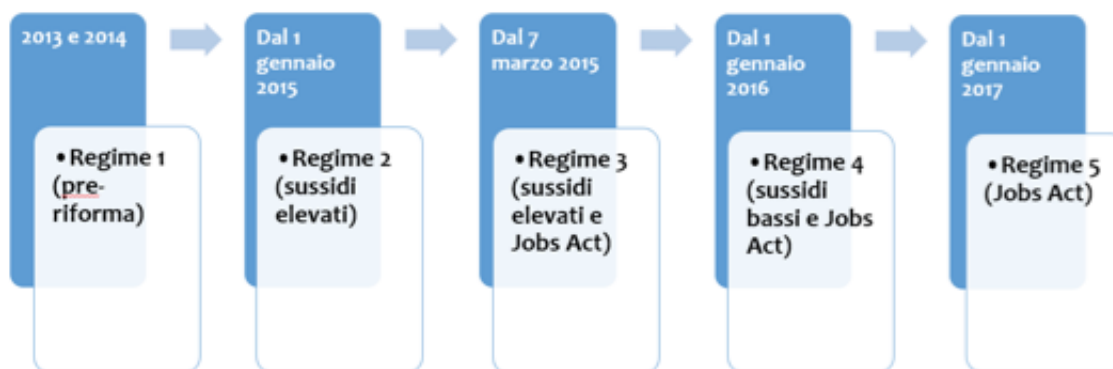 2013 e 2014
• Regime 1
(pre-
riforma)
Dal 1
gennaio
2015
• Regime 2
(sussidi
elevati)
Dal 7
marzo 2015
• Regime 3
(sussidi
elevati e
Jobs Act)
Dal 1
gennaio
2016
• Regime 4
(sussidi
bassi e Jobs
Act)
Dal 1
gennaio
2017
• Regime 5
(Jobs Act)